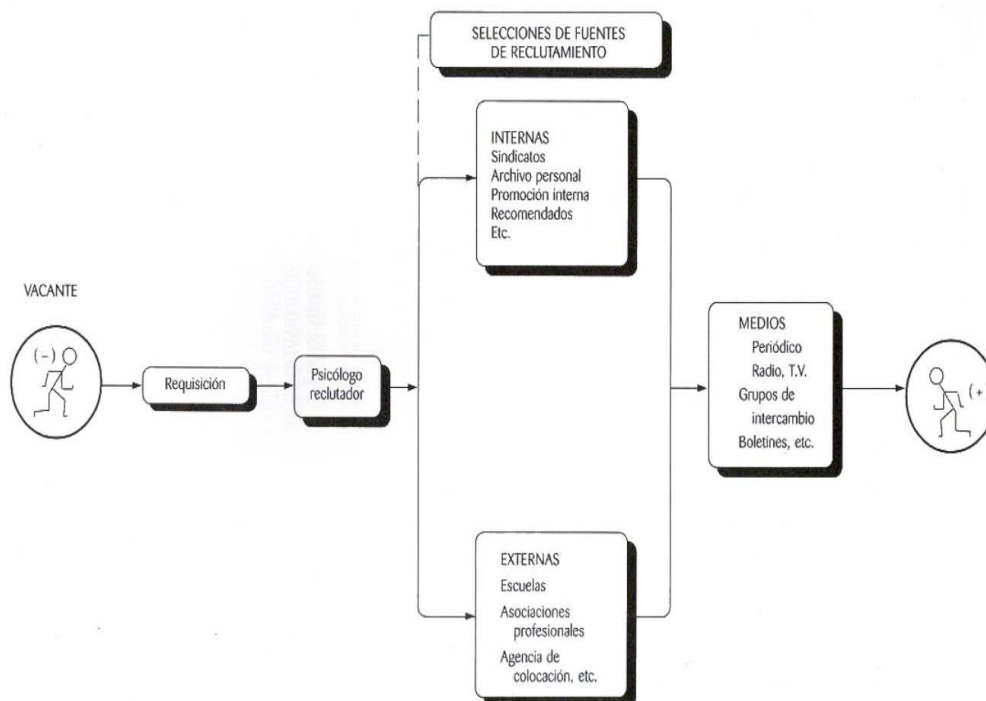 SELECCIONES DE FUENTES
DE RECLUTAMIENTO
INTERNAS
Sindicatos
Archivo personal
Promoción interna
Recomendados
Etc.
VACANTE
(-)
Requisición
Psicólogo
reclutador
MEDIOS
Periódico
Radio, T.V.
Grupos de
intercambio
Boletines, etc.
(+
EXTERNAS
Escuelas
Asociaciones
profesionales
Agencia de
colocación, etc.